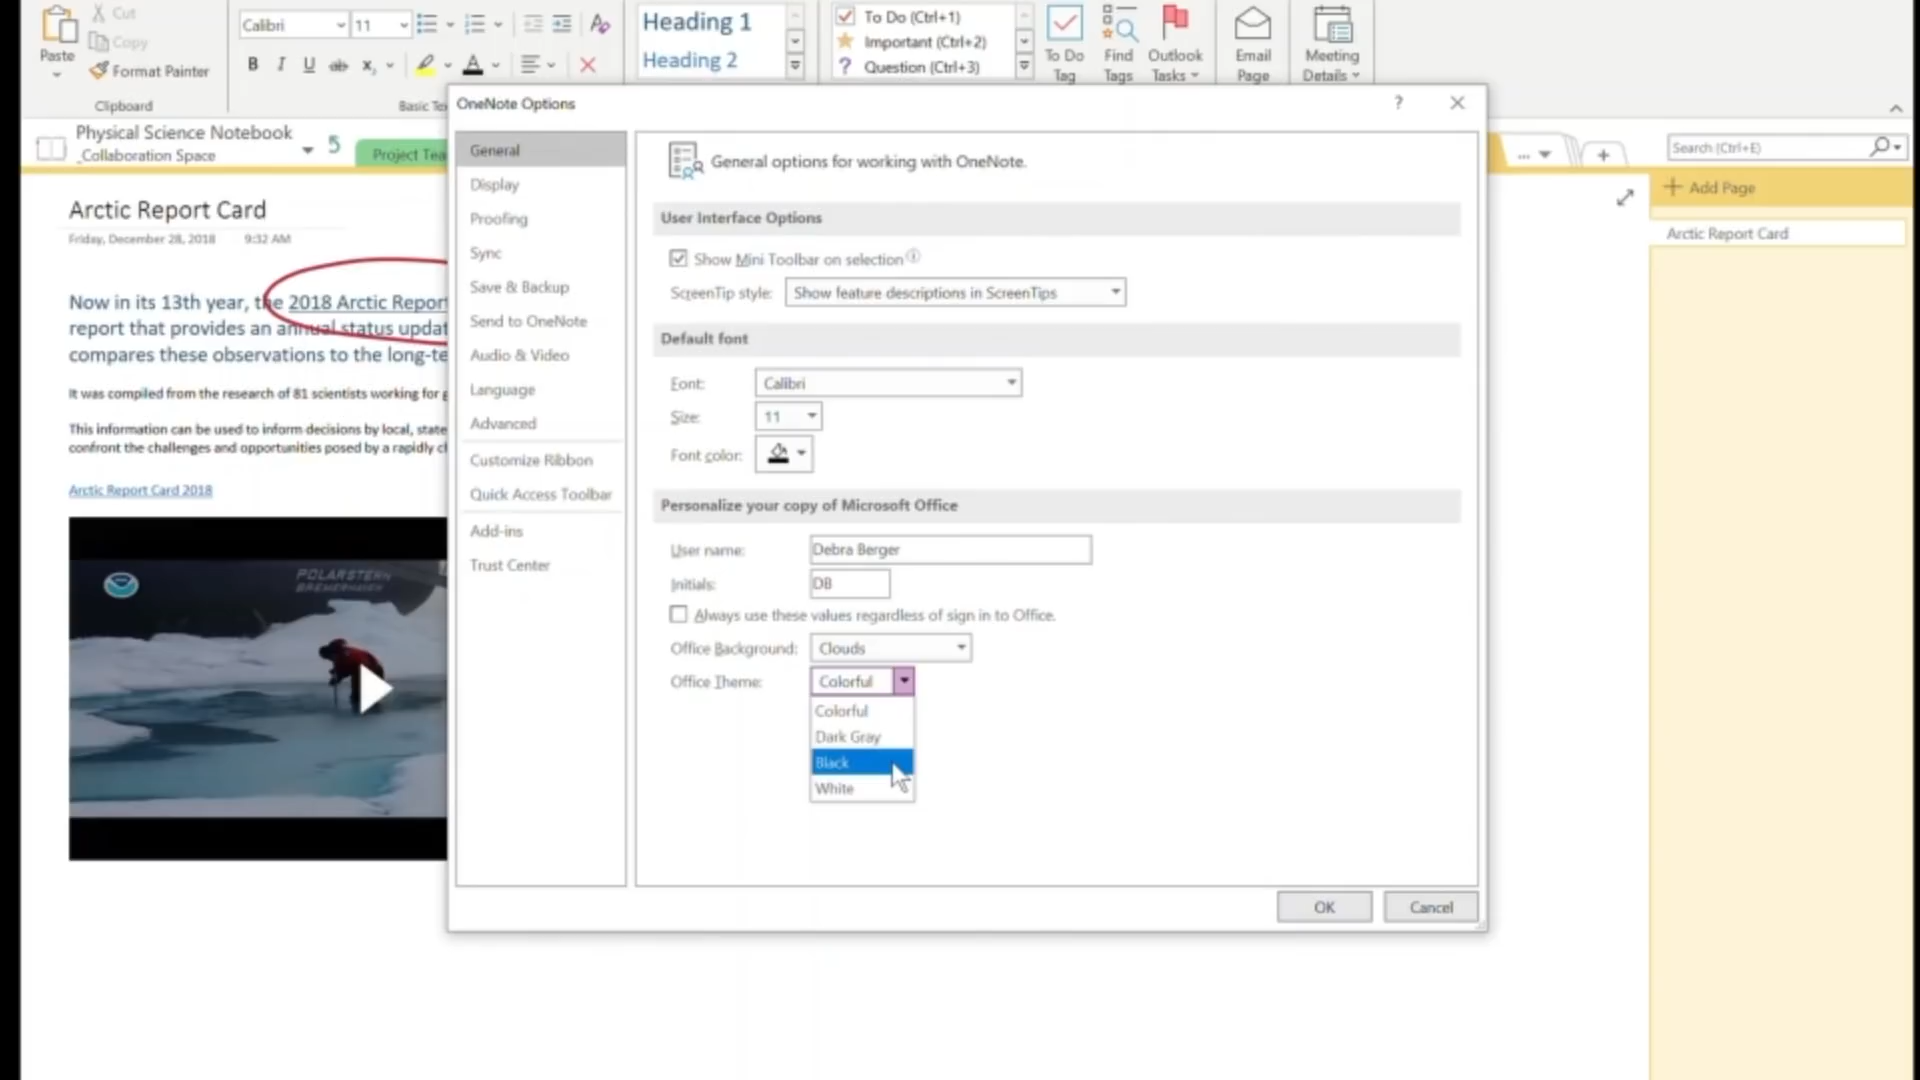 Paste
Cut
Copy
Format Painter
Clipboard
Calibri
11
B I U ab x,
A
Basic Te
Heading 1
Heading 2
To Do (Ctrl+1)
Important (Ctrl+2)
? Question (Ctrl+3)
To Do
Tag
Find
Tags
Outlook
Tasks
Email
Page
Meeting
Details
Physical Science Notebook
_Collaboration Space
Project Tea
...
+
Search (Ctrl+E)
Add Page
Arctic Report Card
Arctic Report Card
Friday, December 28, 2018 9:32 AM
Now in its 13th year, the 2018 Arctic Report
report that provides an annual status updat
compares these observations to the long-te
It was compiled from the research of 81 scientists working for g
This information can be used to inform decisions by local, state
confront the challenges and opportunities posed by a rapidly cl
Arctic Report Card 2018
POLARSTERN
BREMERHAVEN
OneNote Options
?
General
Display
Proofing
Sync
Save & Backup
Send to OneNote
Audio & Video
Language
Advanced
Customize Ribbon
Quick Access Toolbar
Add-ins
Trust Center
General options for working with OneNote.
User Interface Options
Show Mini Toolbar on selection
ScreenTip style: Show feature descriptions in ScreenTips
Default font
Font: Calibri
Size: 11
Font color:
Personalize your copy of Microsoft Office
User name: Debra Berger
Initials: DB
Always use these values regardless of sign in to Office.
Office Background: Clouds
Office Theme: Colorful
Colorful
Dark Gray
Black
White
OK
Cancel